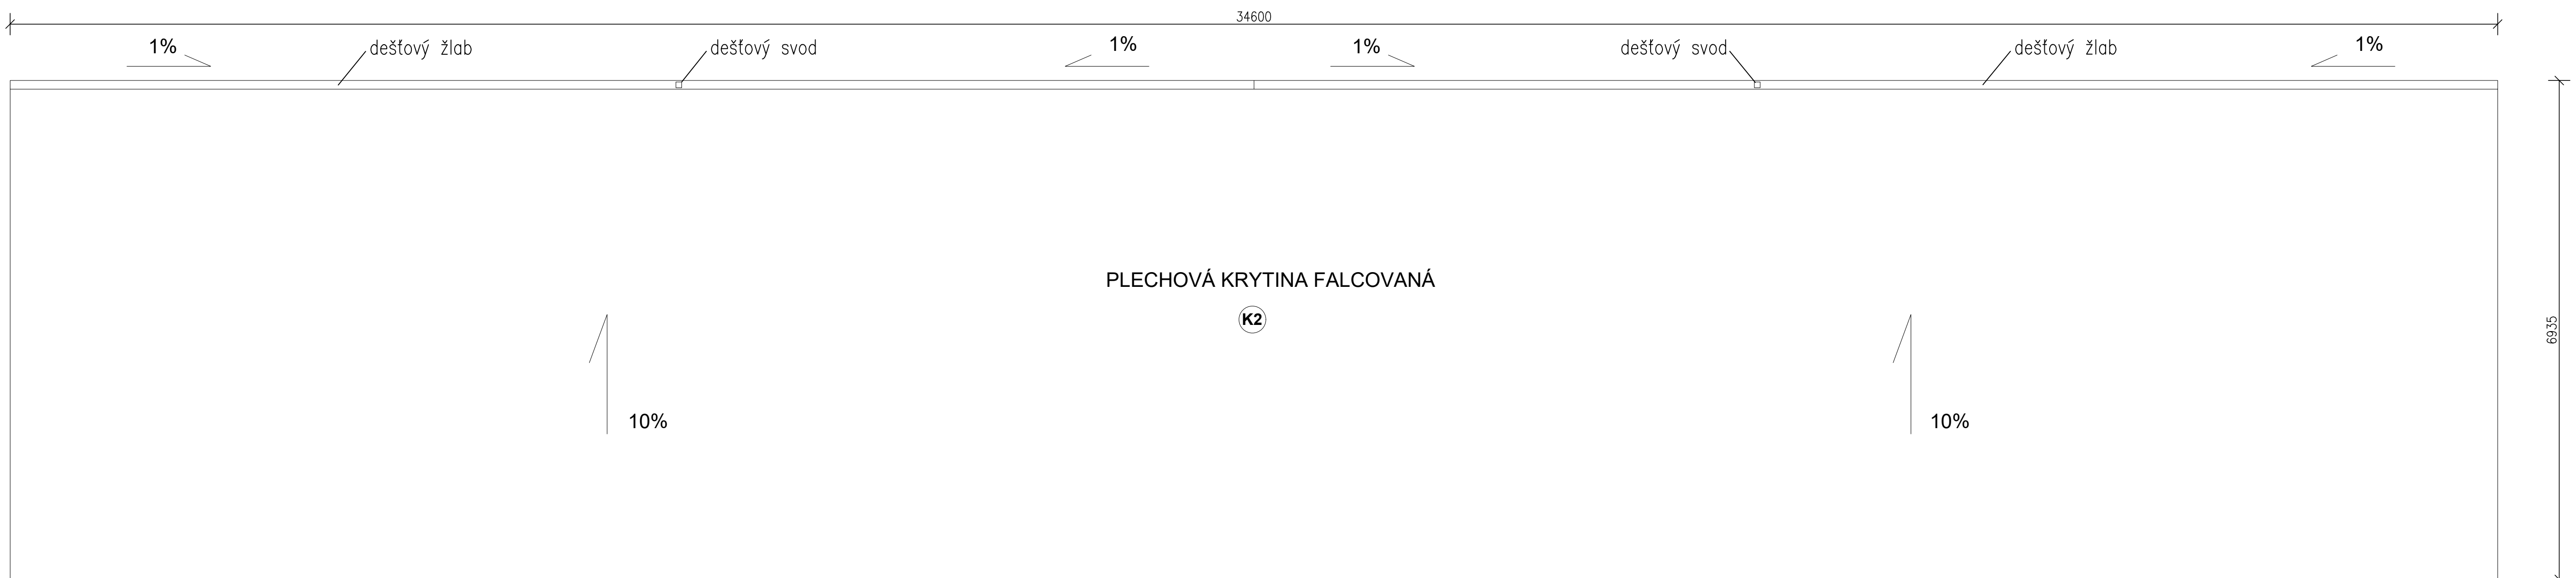 34600
1%
dešťový žlab
dešťový svod
1%
1%
dešťový svod
dešťový žlab
1%
PLECHOVÁ KRYTINA FALCOVANÁ
K2
6935
10%
10%